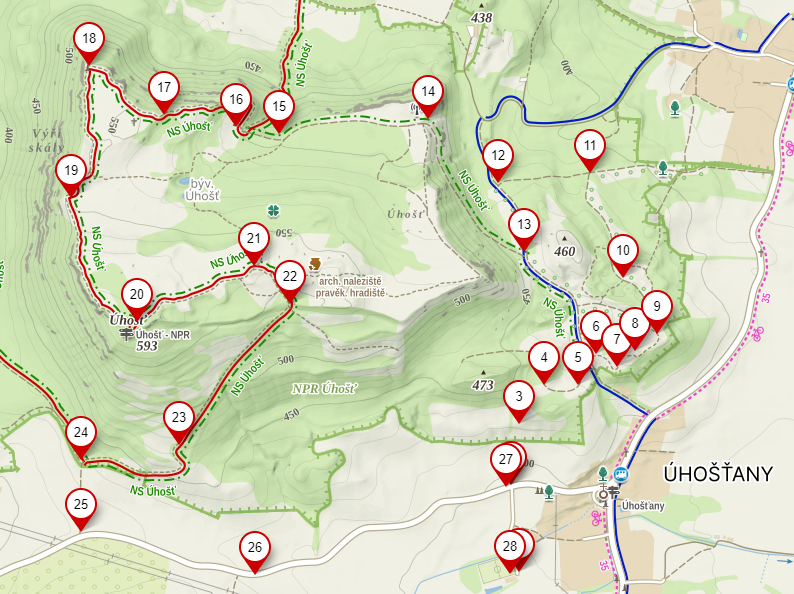 438
18
500
450
NS Úhošť
17
400
450
14
16
15
NS Úhošť
550
400
Výří
skály
11
12
19
býv.
Úhošť
NS Úhošť
Úhošť
13
10
21
550
460
NS Úhošť
22
arch. naleziště
pravěk. hradiště
35
450
500
NS Úhošť
20
Úhošť
Úhošť - NPR
593
9
8
6
7
4
5
500
NS Úhošť
NPR Úhošť
473
3
450
23
24
27
ÚHOŠŤANY
NS Úhošť
Úhošťany
25
26
28
35